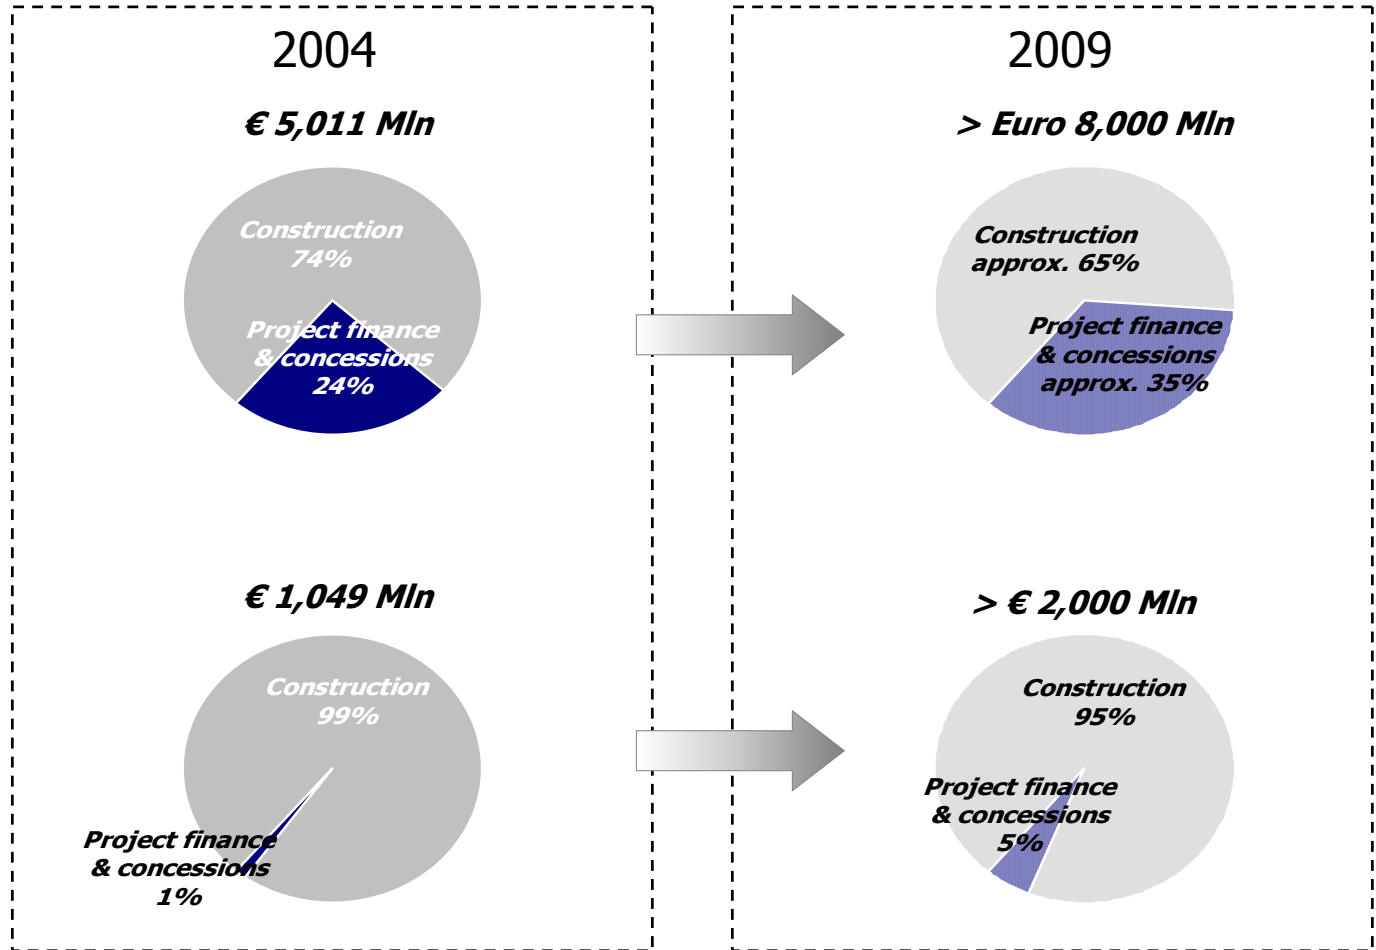 2004
€ 5,011 Mln
Construction
74%
Project finance
& concessions
24%
€ 1,049 Mln
Construction
99%
Project finance
& concessions
1%
2009
> Euro 8,000 Mln
Construction
approx. 65%
Project finance
& concessions
approx. 35%
> € 2,000 Mln
Construction
95%
Project finance
& concessions
5%